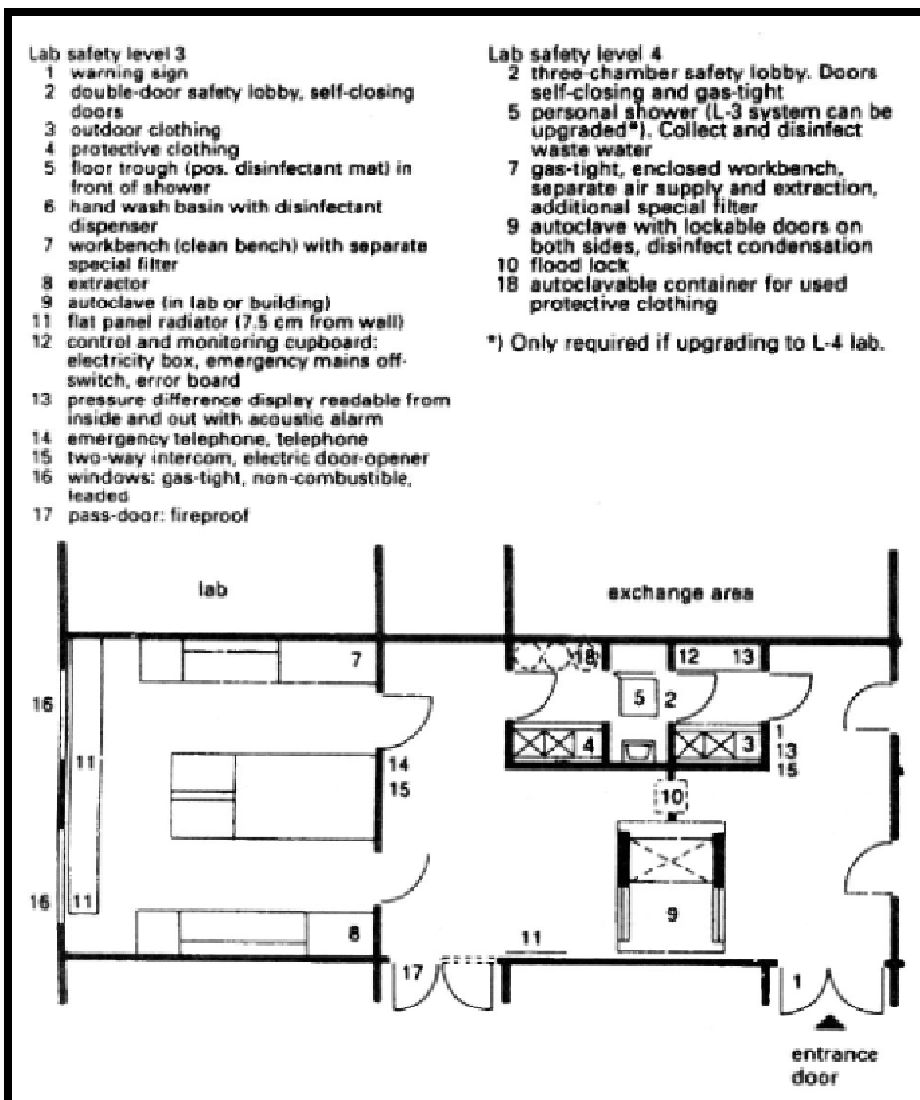 Lab safety level 3
1 warning sign
2 double-door safety lobby, self-closing
doors
3 outdoor clothing
4 protective clothing
5 floor trough (pos. disinfectant mat) in
front of shower
6 hand wash basin with disinfectant
dispenser
7 workbench (clean bench) with separate
special filter
8 extractor
9 autoclave (in lab or building)
11 flat panel radiator (7.5 cm from wall)
12 control and monitoring cupboard:
electricity box, emergency mains off-
switch, error board
13 pressure difference display readable from
inside and out with acoustic alarm
14 emergency telephone, telephone
15 two-way intercom, electric door-opener
16 windows: gas-tight, non-combustible,
leaded
17 pass-door: fireproof
Lab safety level 4
2 three-chamber safety lobby. Doors
self-closing and gas-tight
5 personal shower (L-3 system can be
upgraded*). Collect and disinfect
waste water
7 gas-tight, enclosed workbench,
separate air supply and extraction,
additional special filter
9 autoclave with lockable doors on
both sides, disinfect condensation
10 flood lock
18 autoclavable container for used
protective clothing
*) Only required if upgrading to L-4 lab.
lab
exchange area
7
18
12 13
16
5 2
11
4
3
1
14
13
15
15
10
16
11
9
8
11
17
1
entrance
door